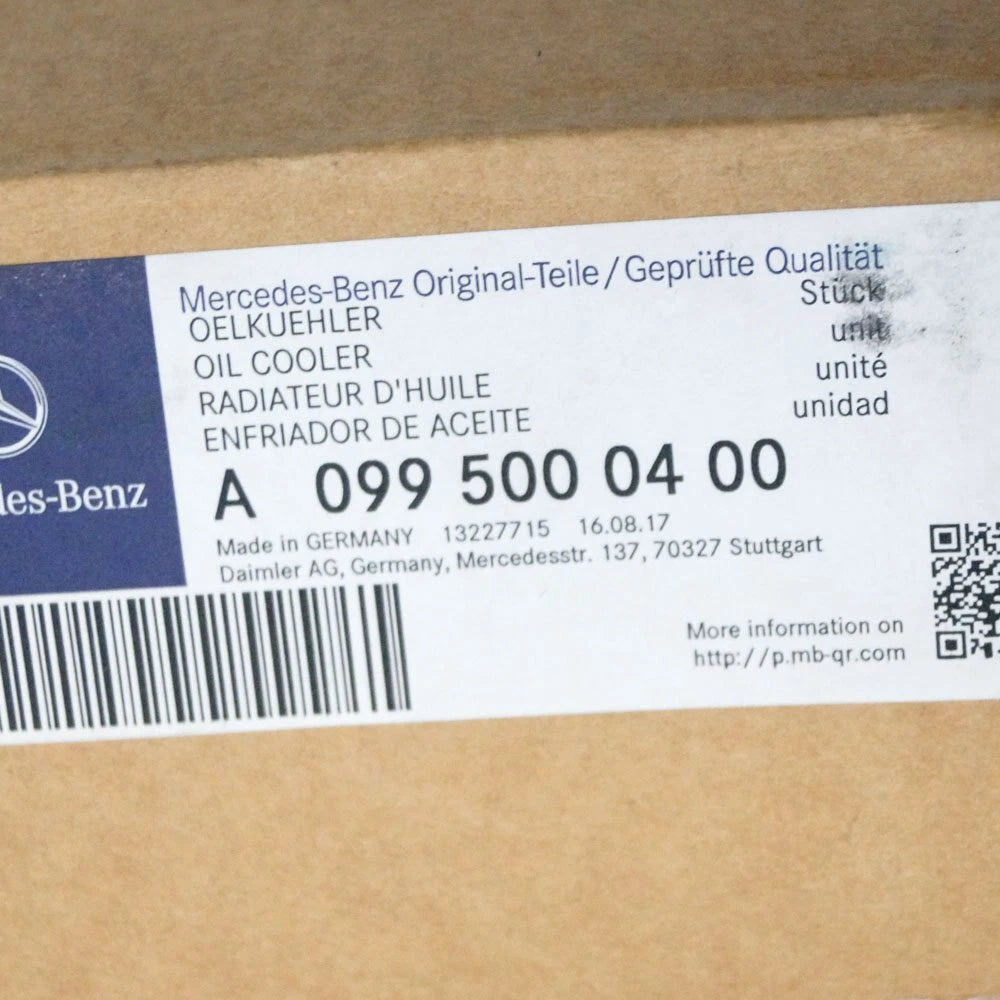 Mercedes-Benz Original-Teile / Geprüfte Qualität
OELKUEHLER Stück
OIL COOLER unit
RADIATEUR D'HUILE unité
ENFRIADOR DE ACEITE unidad
A 099 500 04 00
des-Benz
Made in GERMANY 13227715 16.08.17
Daimler AG, Germany, Mercedesstr. 137, 70327 Stuttgart
More information on
http://p.mb-qr.com